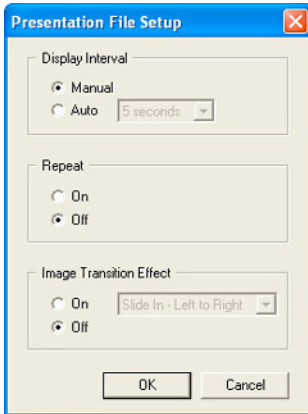 Presentation File Setup
Display Interval
Manual
Auto 5 seconds
Repeat
On
Off
Image Transition Effect
On Slide In - Left to Right
Off
OK Cancel